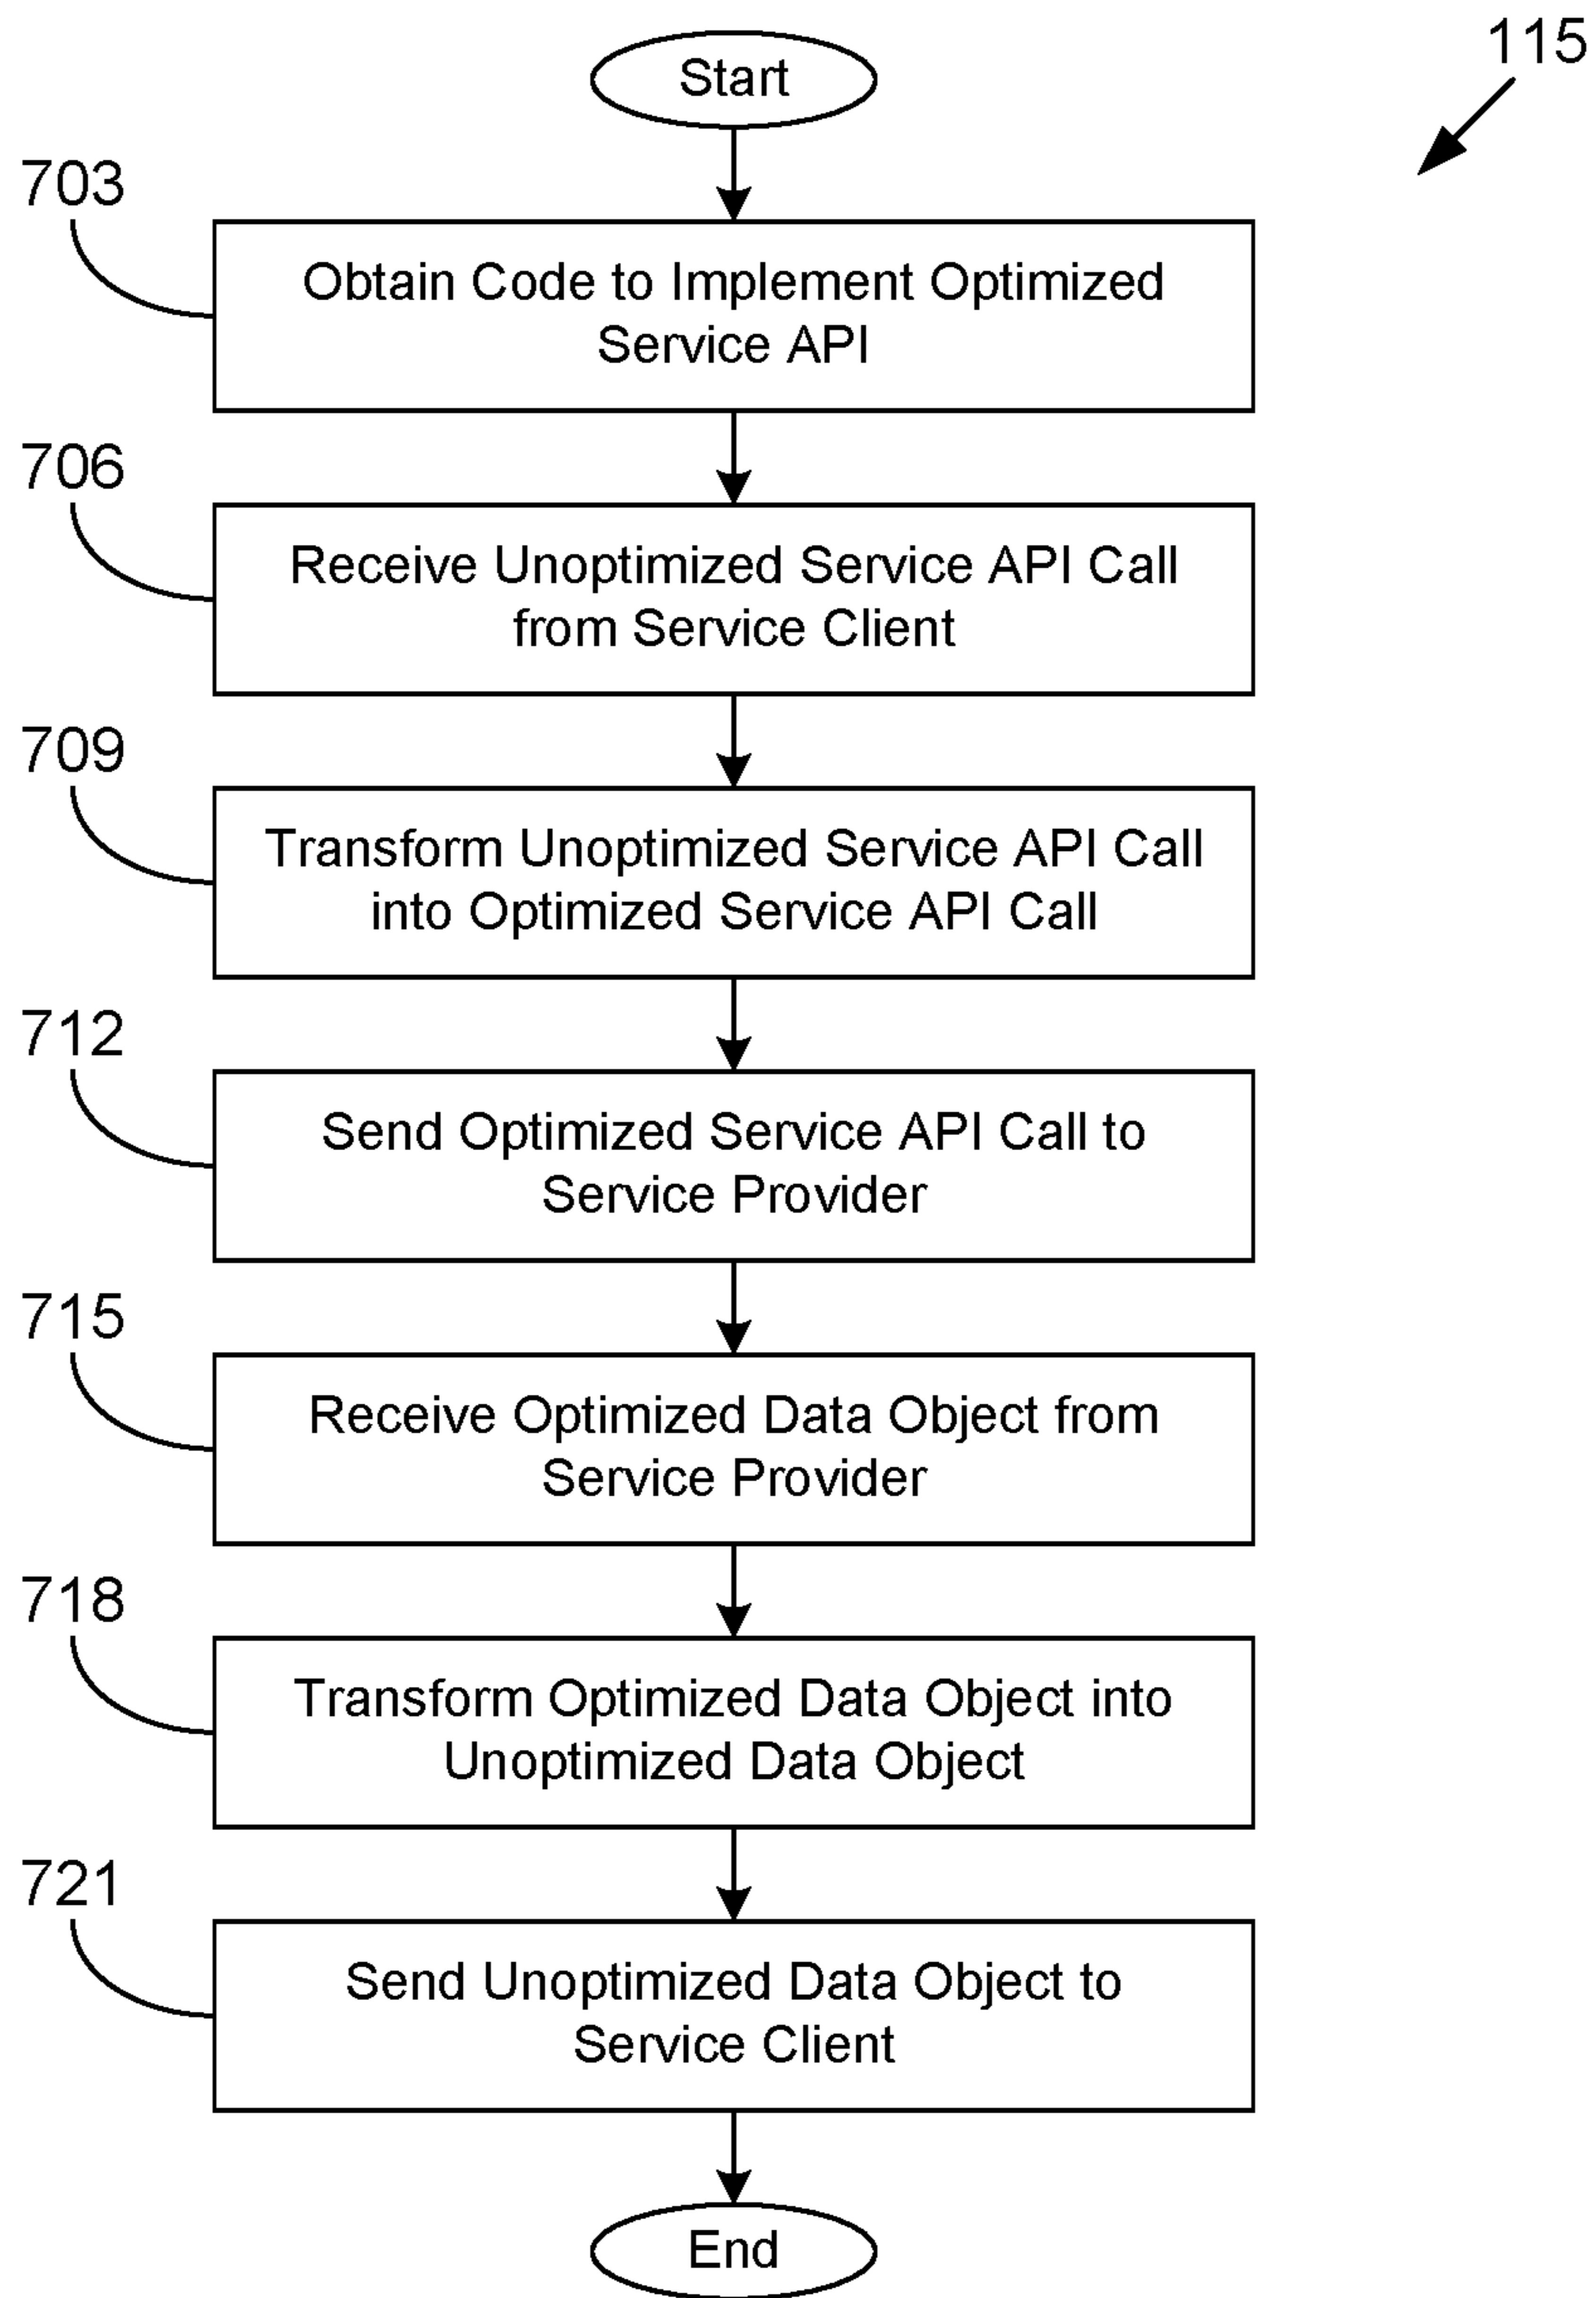 115
Start
703
Obtain Code to Implement Optimized
Service API
706
Receive Unoptimized Service API Call
from Service Client
709
Transform Unoptimized Service API Call
into Optimized Service API Call
712
Send Optimized Service API Call to
Service Provider
715
Receive Optimized Data Object from
Service Provider
718
Transform Optimized Data Object into
Unoptimized Data Object
721
Send Unoptimized Data Object to
Service Client
End